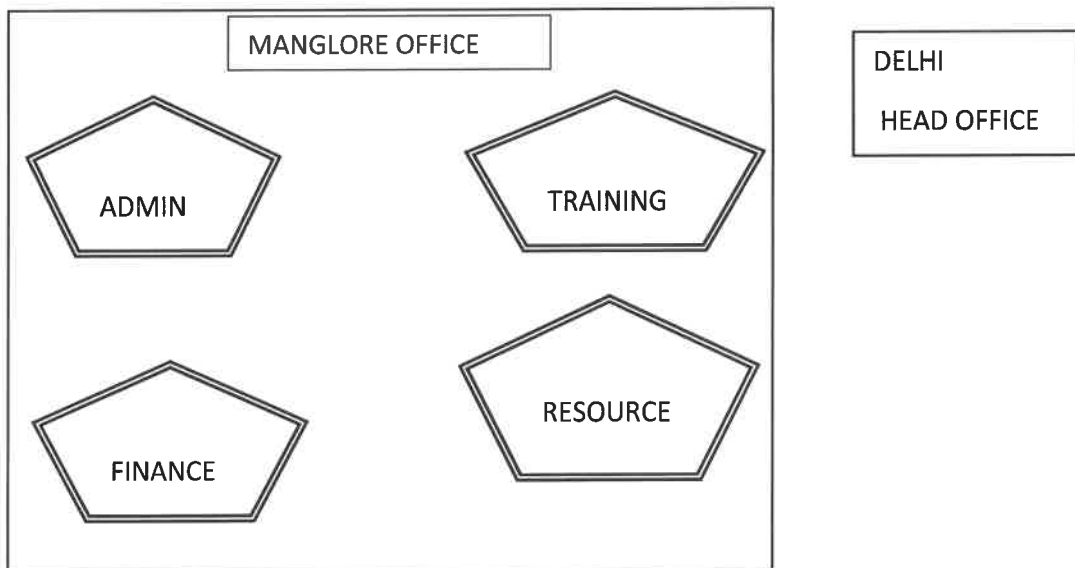 MANGLORE OFFICE
DELHI
HEAD OFFICE
ADMIN
TRAINING
FINANCE
RESOURCE